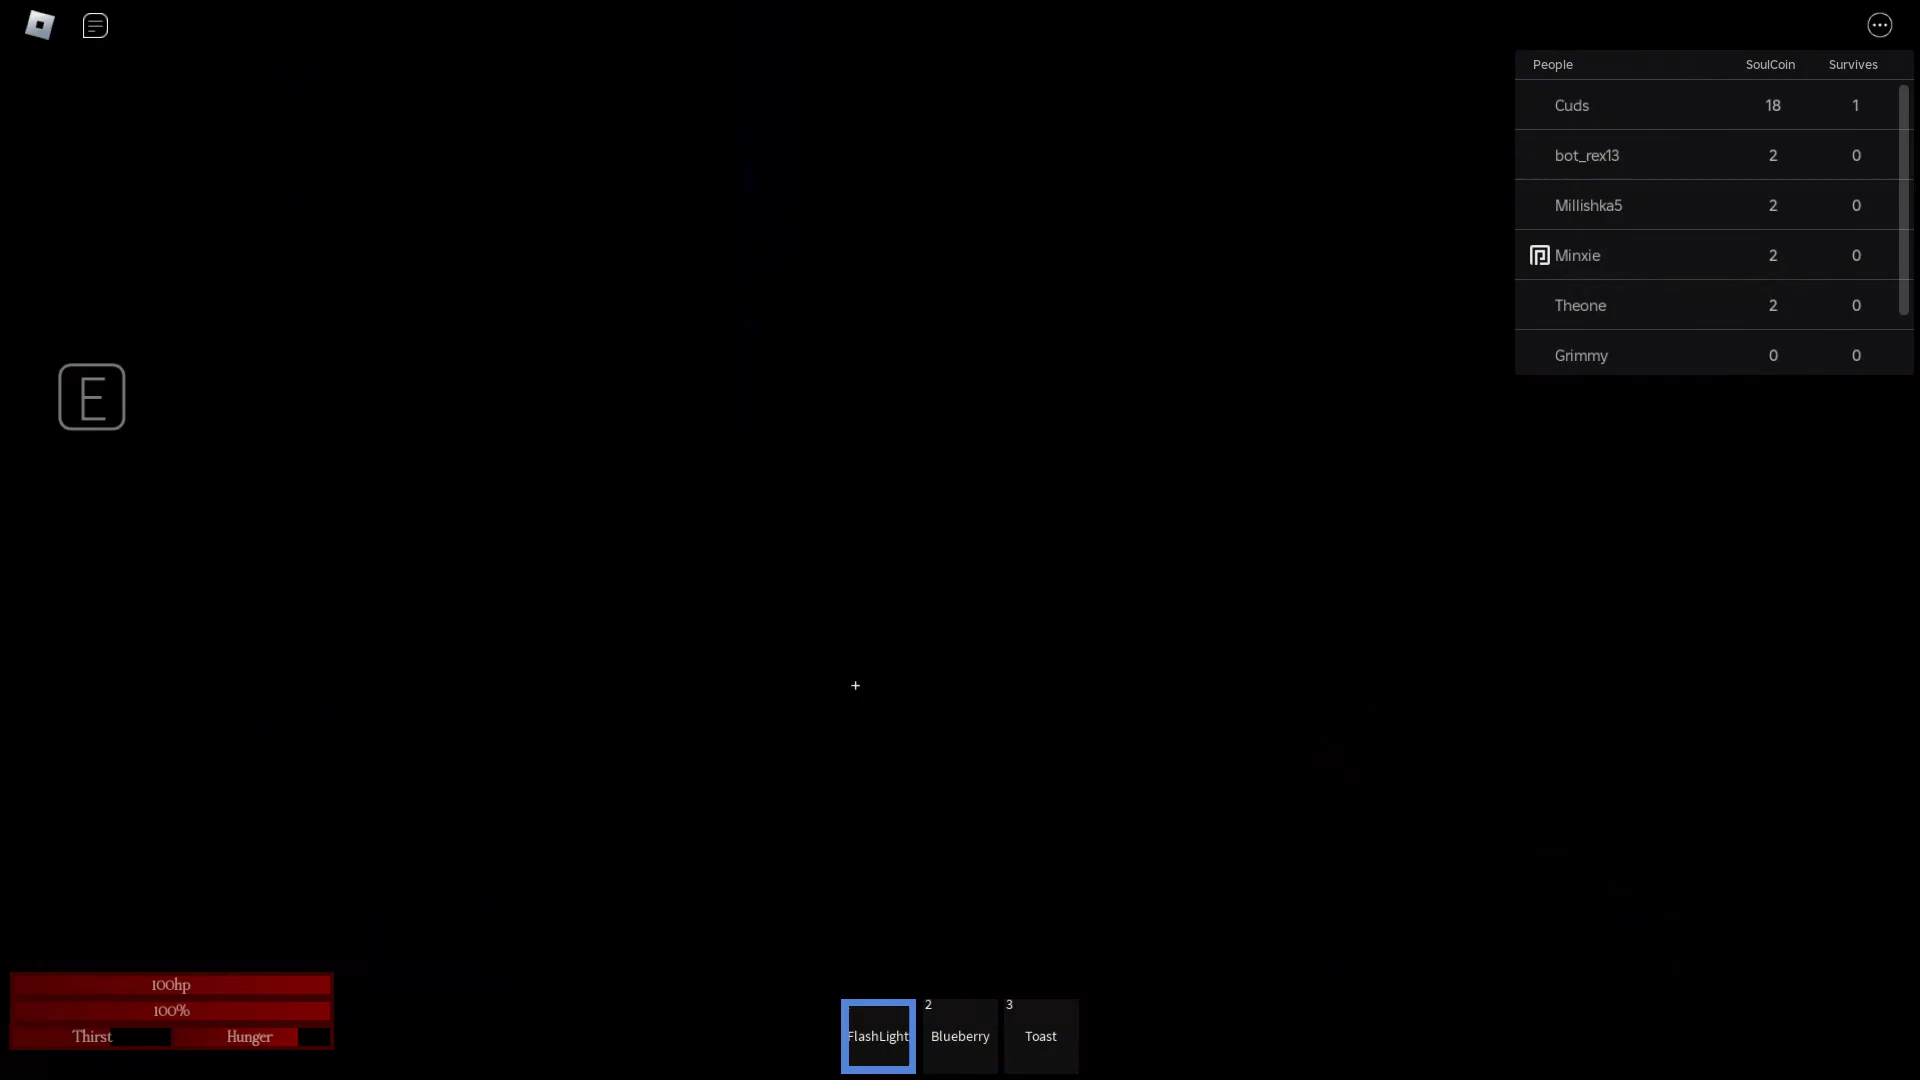 People SoulCoin Survives
Cuds 18 1
bot_rex13 2 0
Millishka5 2 0
Minxie 2 0
Theone 2 0
Grimmy 0 0
E
100hp
100%
Thirst Hunger
FlashLight
2 Blueberry
3 Toast